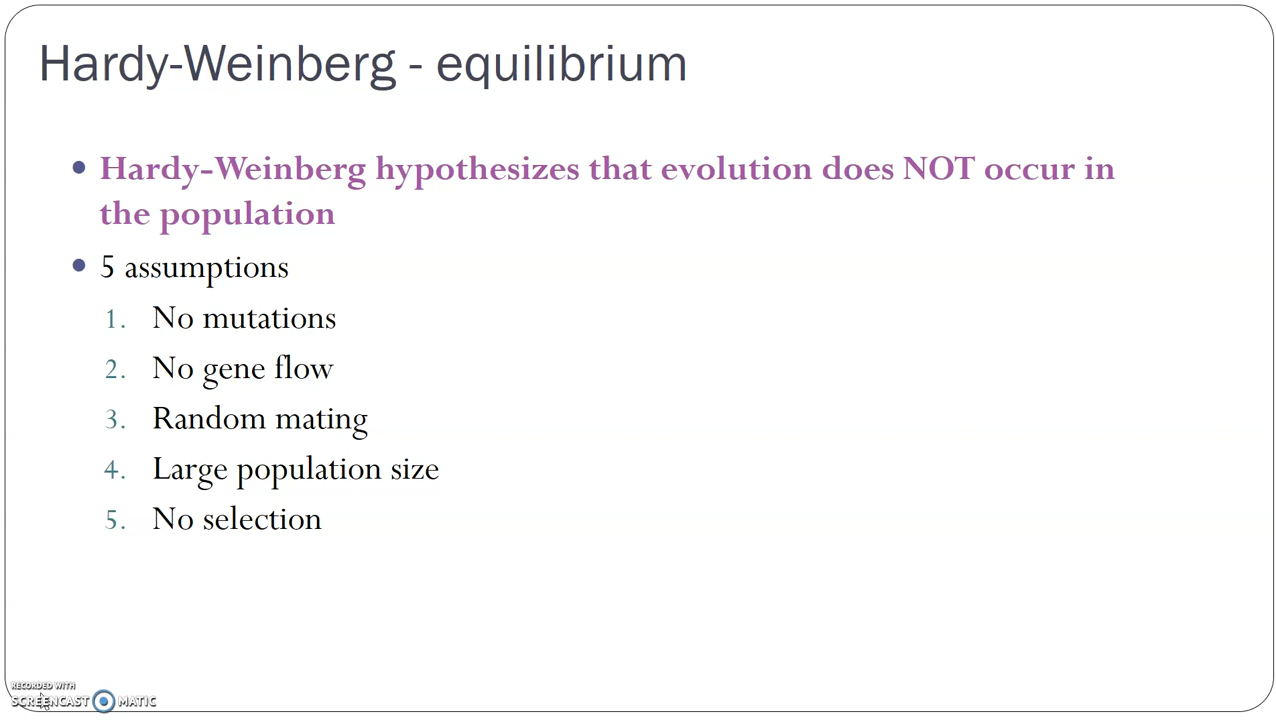 Hardy-Weinberg - equilibrium
• Hardy-Weinberg hypothesizes that evolution does NOT occur in
the population
• 5 assumptions
1. No mutations
2. No gene flow
3. Random mating
4. Large population size
5. No selection
RECORDED WITH
SCREENCAST MATIC